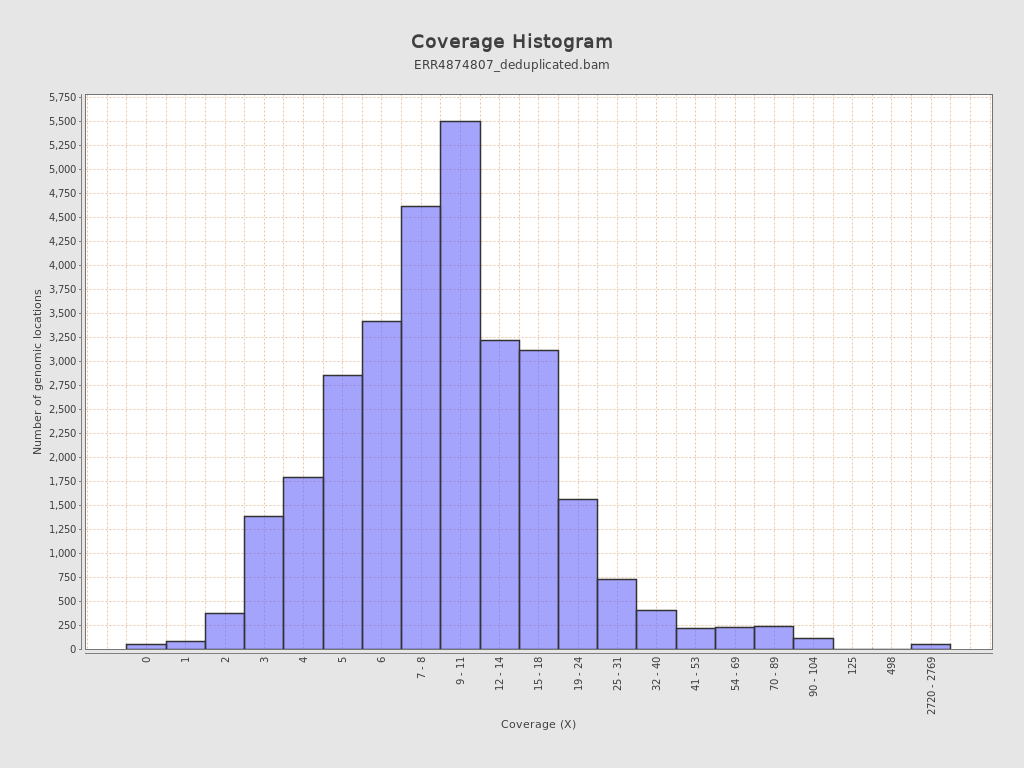 Coverage Histogram
ERR4874807_deduplicated.bam
5,750
5,500
5,250
5,000
4,750
4,500
4,250
4,000
3,750
3,500
3,250
3,000
2,750
2,500
2,250
2,000
1,750
1,500
1,250
1,000
750
500
250
0
Number of genomic locations
0
1
2
3
4
5
6
7 - 8
9 - 11
12 - 14
15 - 18
19 - 24
25 - 31
32 - 40
41 - 53
54 - 69
70 - 89
90 - 104
125
498
2720 - 2769
Coverage (X)